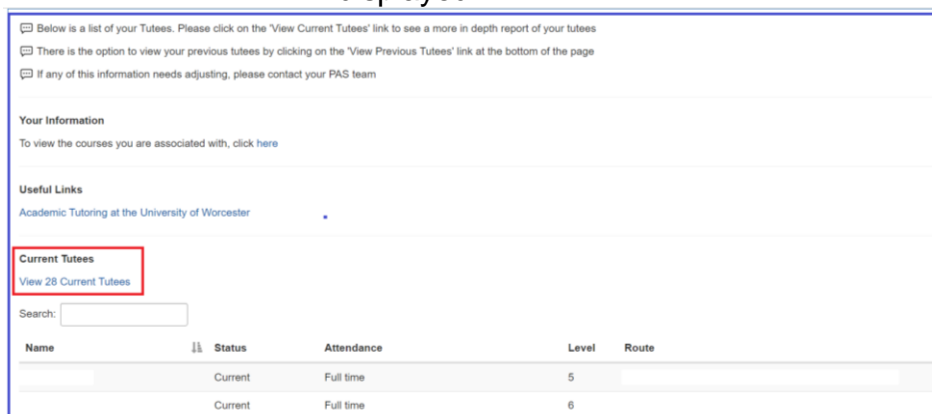 Below is a list of your Tutees. Please click on the 'View Current Tutees' link to see a more in depth report of your tutees
There is the option to view your previous tutees by clicking on the 'View Previous Tutees' link at the bottom of the page
If any of this information needs adjusting, please contact your PAS team
Your Information
To view the courses you are associated with, click here
Useful Links
Academic Tutoring at the University of Worcester
Current Tutees
View 28 Current Tutees
Search:
Name Status Attendance Level Route
Current Full time 5
Current Full time 6